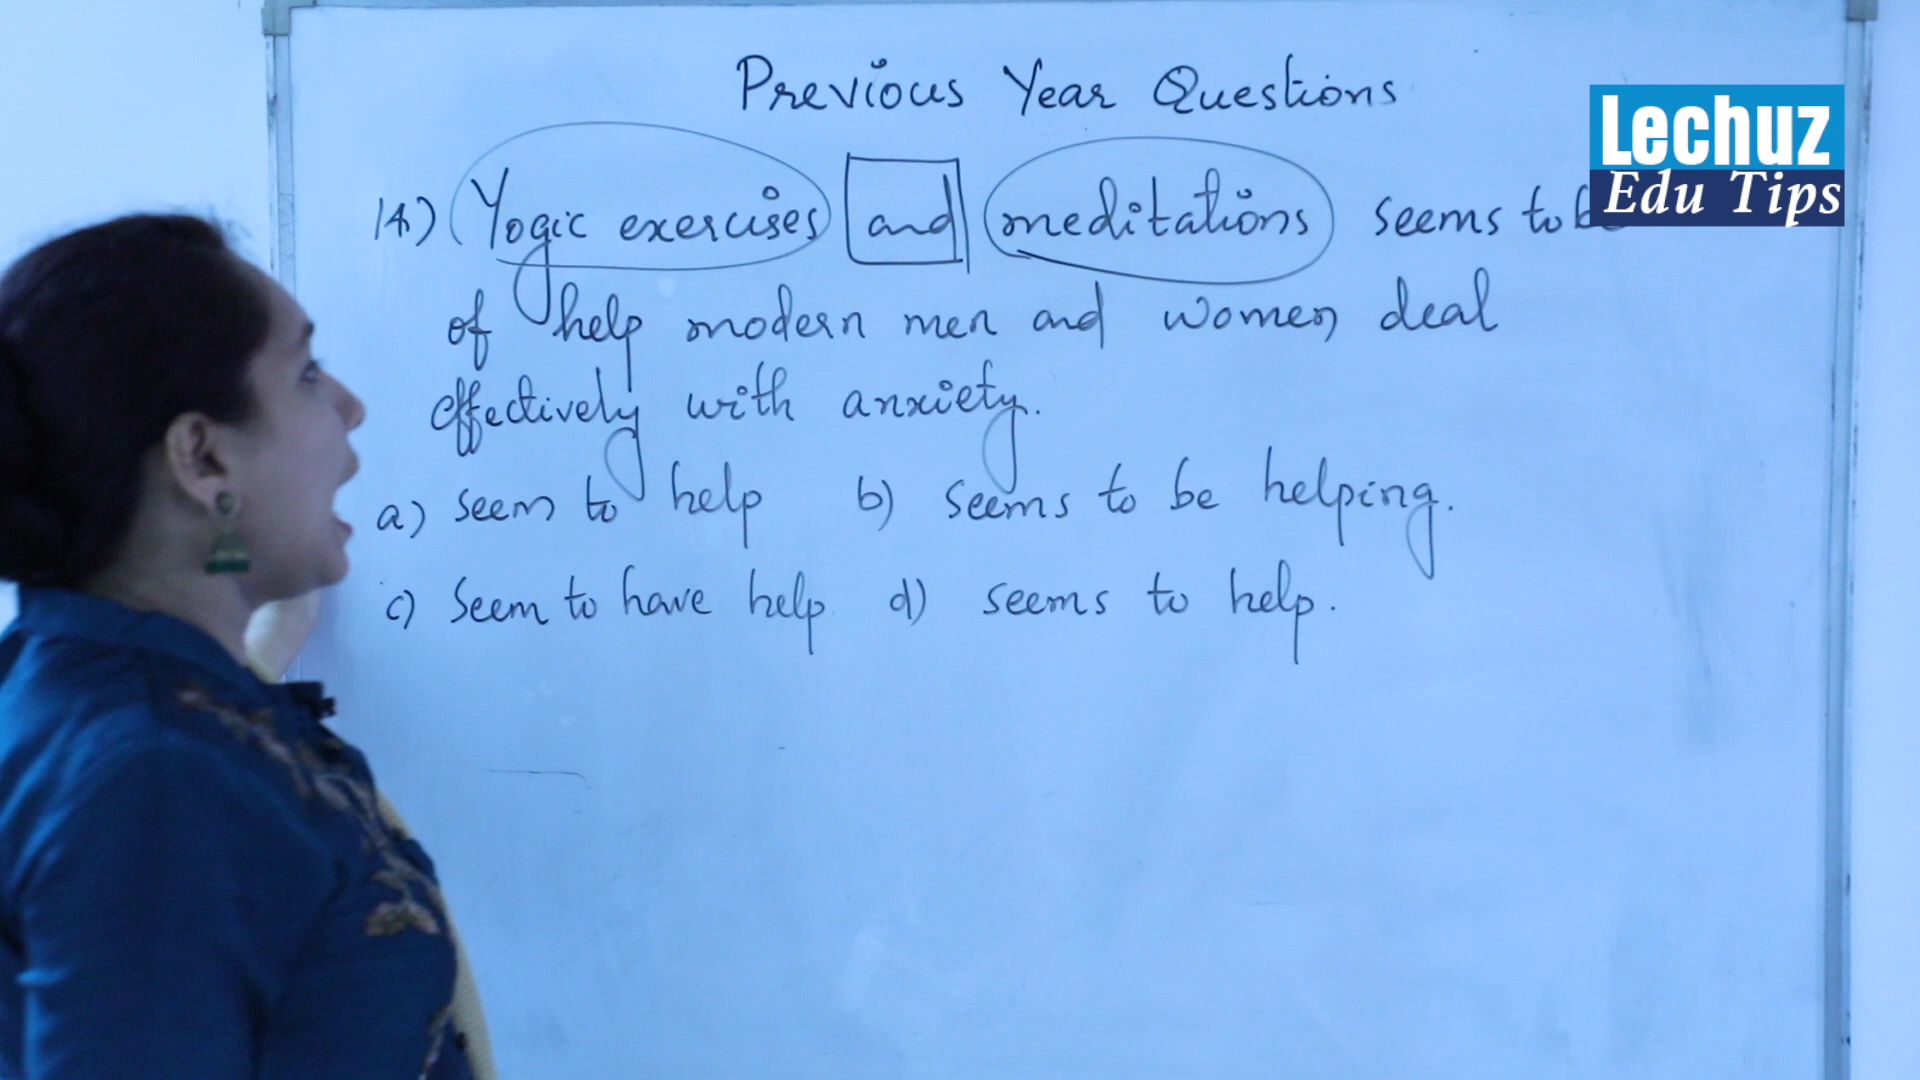 Previous Year Questions
Lechuz
Edu Tips
14) Yogic exercises and meditations seems to
of help modern men and women deal
effectively with anxiety.
a) seem to help b) seems to be helping.
c) seem to have help. d) seems to help.